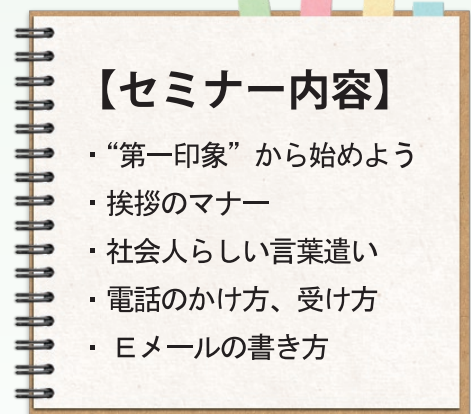 【セミナー内容】
・“第一印象”から始めよう
・挨拶のマナー
・社会人らしい言葉遣い
・電話のかけ方、受け方
・Ｅメールの書き方